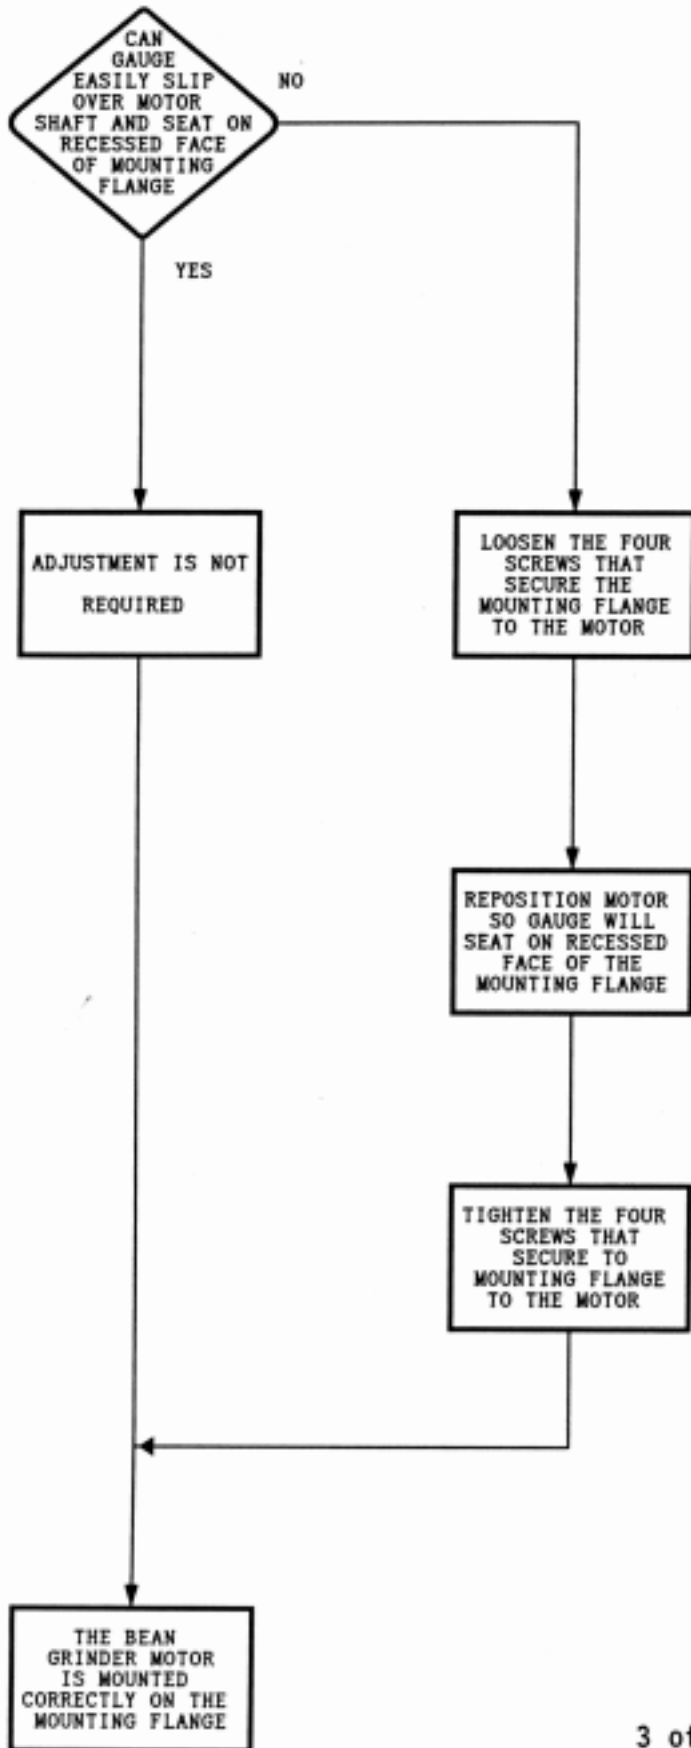 CAN
GAUGE
EASILY SLIP
OVER MOTOR
SHAFT AND SEAT ON
RECESSED FACE
OF MOUNTING
FLANGE
NO
YES
ADJUSTMENT IS NOT
REQUIRED
LOOSEN THE FOUR
SCREWS THAT
SECURE THE
MOUNTING FLANGE
TO THE MOTOR
REPOSITION MOTOR
SO GAUGE WILL
SEAT ON RECESSED
FACE OF THE
MOUNTING FLANGE
TIGHTEN THE FOUR
SCREWS THAT
SECURE TO
MOUNTING FLANGE
TO THE MOTOR
THE BEAN
GRINDER MOTOR
IS MOUNTED
CORRECTLY ON THE
MOUNTING FLANGE
3 of